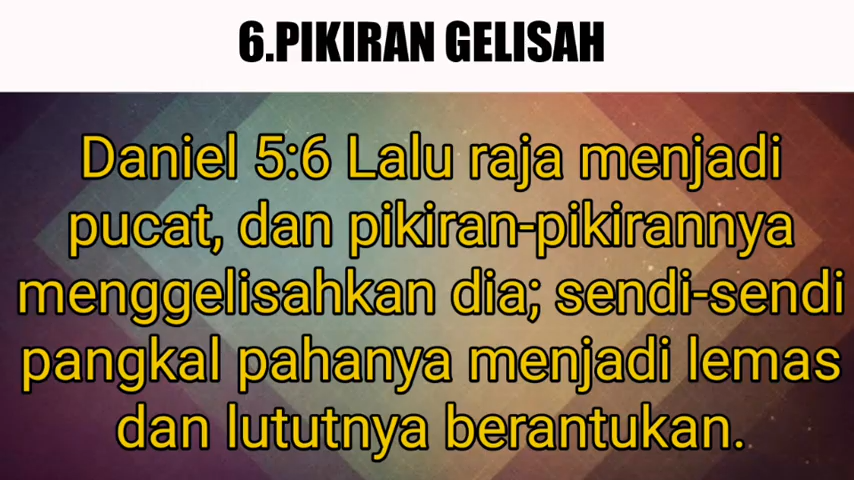 6.PIKIRAN GELISAH
Daniel 5:6 Lalu raja menjadi
pucat, dan pikiran-pikirannya
menggelisahkan dia; sendi-sendi
pangkal pahanya menjadi lemas
dan lututnya berantukan.